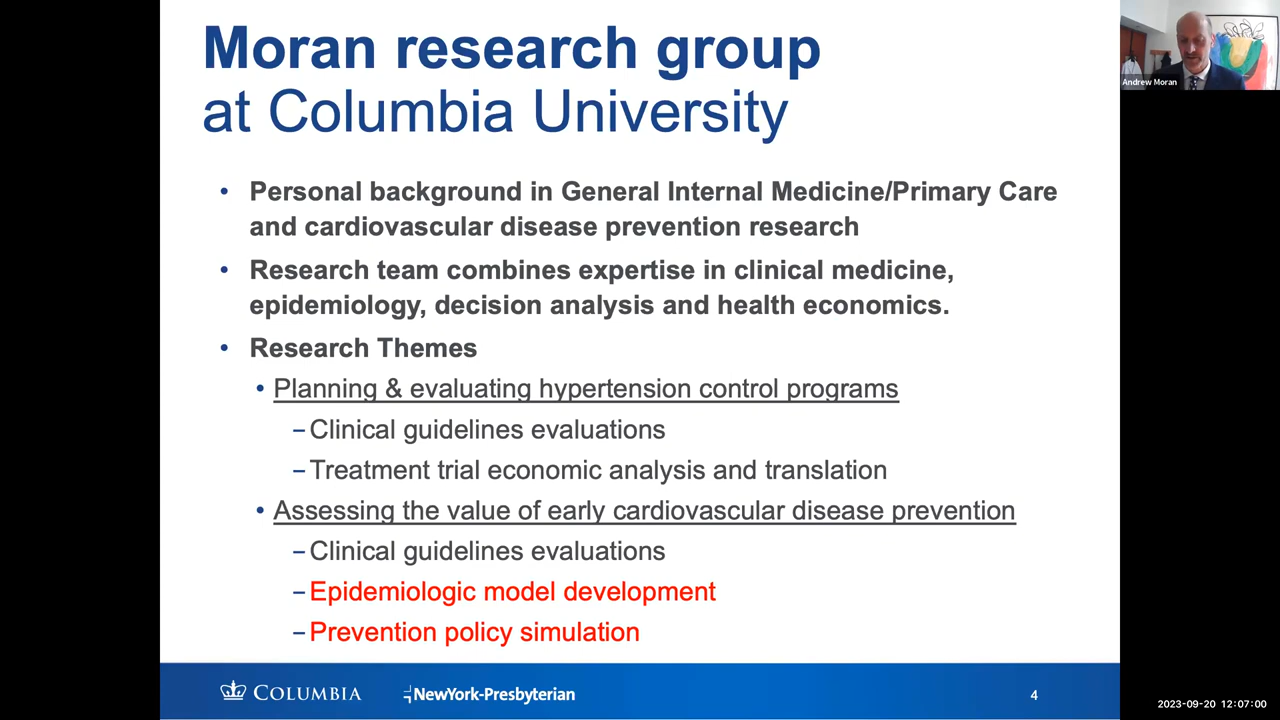 Moran research group
at Columbia University
• Personal background in General Internal Medicine/Primary Care
and cardiovascular disease prevention research
• Research team combines expertise in clinical medicine,
epidemiology, decision analysis and health economics.
• Research Themes
• Planning & evaluating hypertension control programs
– Clinical guidelines evaluations
– Treatment trial economic analysis and translation
• Assessing the value of early cardiovascular disease prevention
– Clinical guidelines evaluations
– Epidemiologic model development
– Prevention policy simulation
COLUMBIA
NewYork-Presbyterian
4
Andrew Moran
2023-09-20 12:07:00